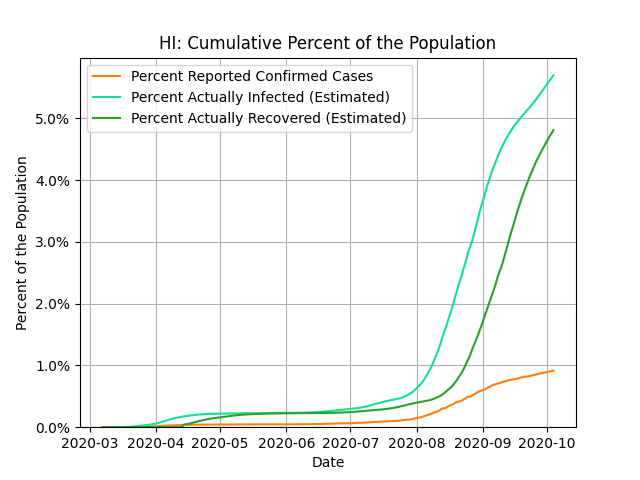 HI: Cumulative Percent of the Population
Percent Reported Confirmed Cases
Percent Actually Infected (Estimated)
Percent Actually Recovered (Estimated)
Percent of the Population
5.0%
4.0%
3.0%
2.0%
1.0%
0.0%
2020-03 2020-04 2020-05 2020-06 2020-07 2020-08 2020-09 2020-10
Date